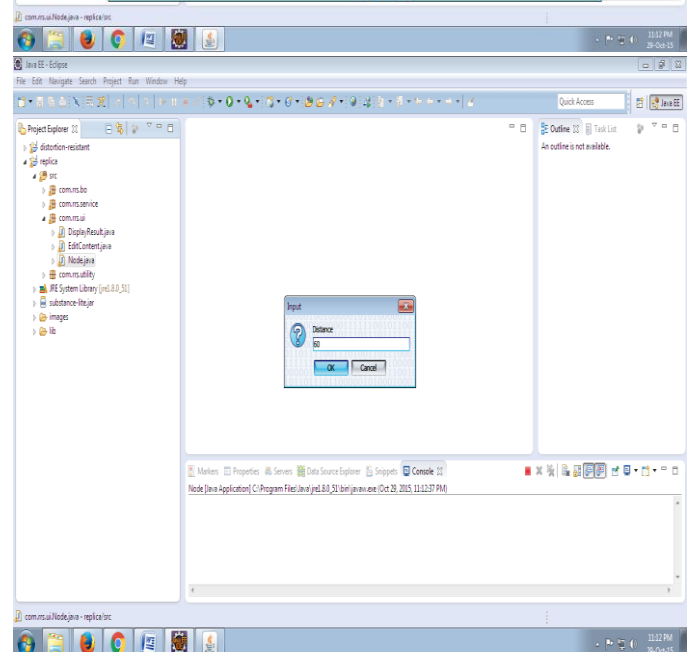 com.rrs.ui.Node.java - replica/src
11:12 PM
29-Oct-15
Java EE - Eclipse
File Edit Navigate Search Project Run Window Help
Quick Access
Java EE
Project Explorer
distortion-resistent
replica
src
com.rrs.bo
com.rrs.service
com.rrs.ui
DisplayResult.java
EditContent.java
Node.java
com.rrs.utility
JRE System Library [jre1.8.0_51]
substance-lite.jar
images
lib
Outline Task List
An outline is not available.
Input
Distance
60
OK Cancel
Markers Properties Servers Data Source Explorer Snippets Console
Node [Java Application] C:\Program Files\Java\jre1.8.0_51\bin\javaw.exe (Oct 29, 2015, 11:12:37 PM)
com.rrs.ui.Node.java - replica/src
11:12 PM
29-Oct-15